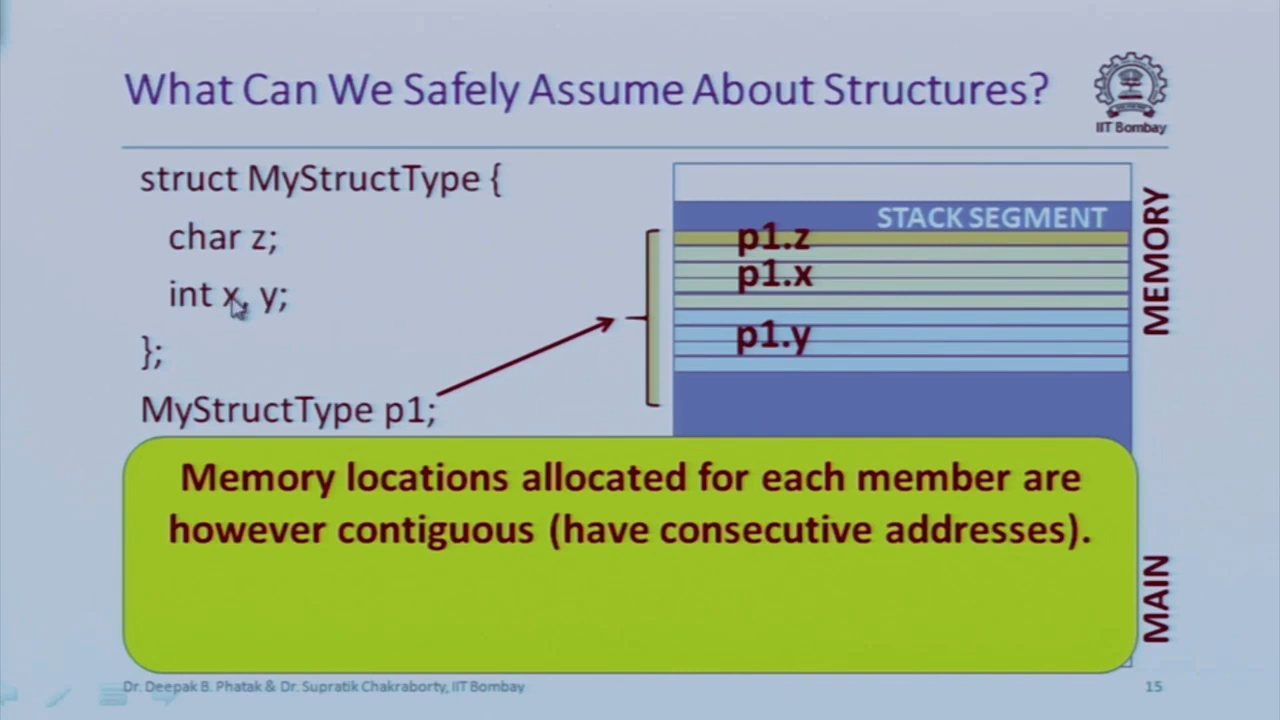 What Can We Safely Assume About Structures?
IIT Bombay
struct MyStructType {
char z;
int x, y;
};
MyStructType p1;
STACK SEGMENT
p1.z
p1.x
p1.y
MAIN MEMORY
Memory locations allocated for each member are
however contiguous (have consecutive addresses).
Dr. Deepak B. Phatak & Dr. Supratik Chakraborty, IIT Bombay
15